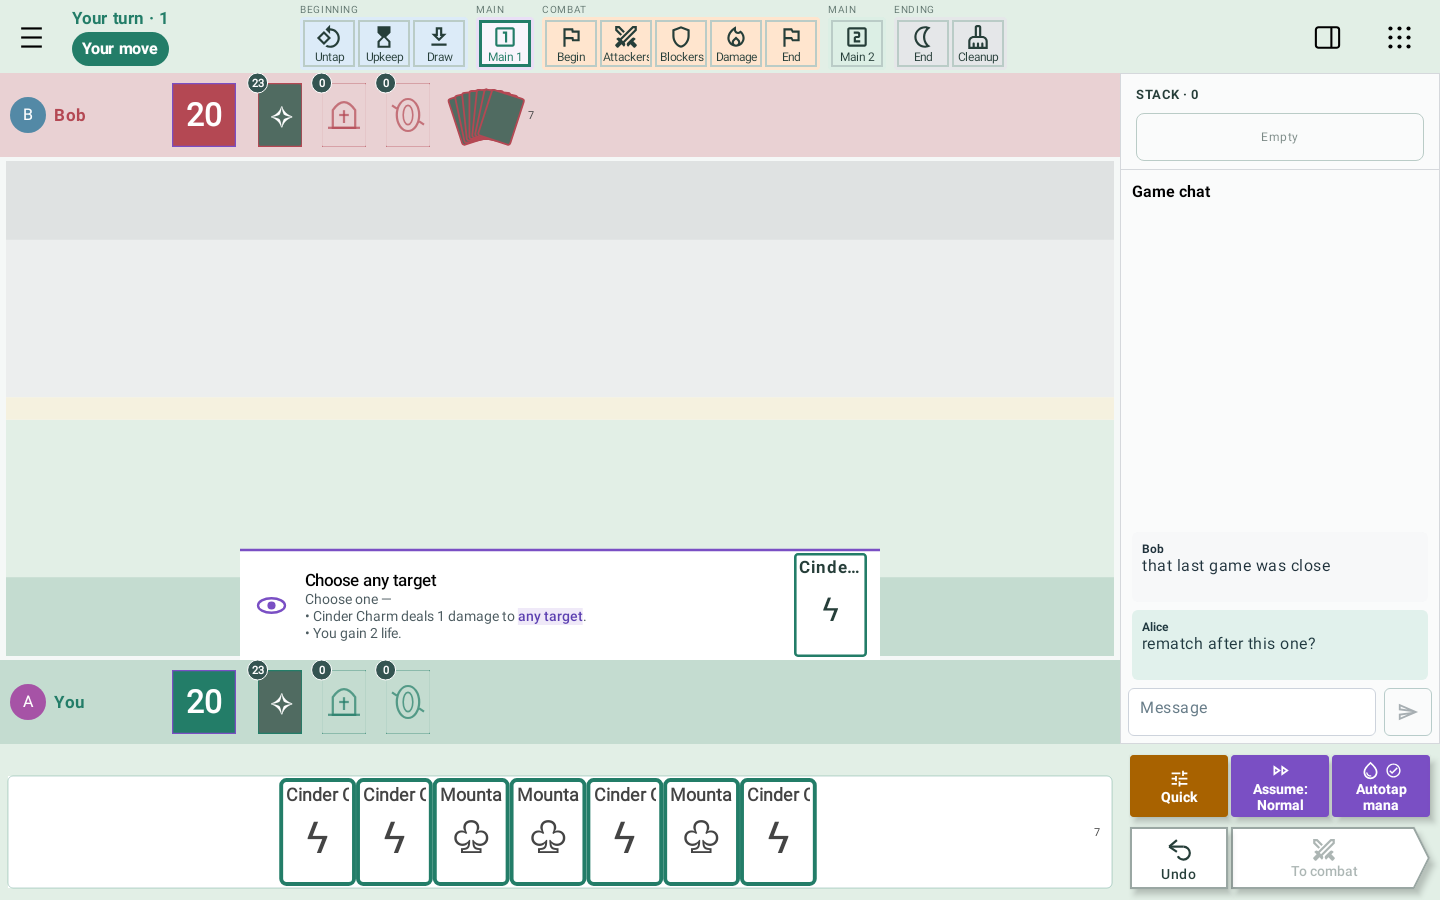 Your turn · 1
Your move
BEGINNING
Untap
Upkeep
Draw
MAIN
1
Main 1
COMBAT
Begin
Attackers
Blockers
Damage
End
MAIN
2
Main 2
ENDING
End
Cleanup
B
Bob
20
23
0
0
7
STACK · 0
Empty
Game chat
Bob
that last game was close
Alice
rematch after this one?
Message
Choose any target
Choose one —
• Cinder Charm deals 1 damage to any target.
• You gain 2 life.
Cinde...
A
You
20
23
0
0
Cinder C
Cinder C
Mounta
Mounta
Cinder C
Mounta
Cinder C
7
Quick
Assume:
Normal
Autotap
mana
Undo
To combat